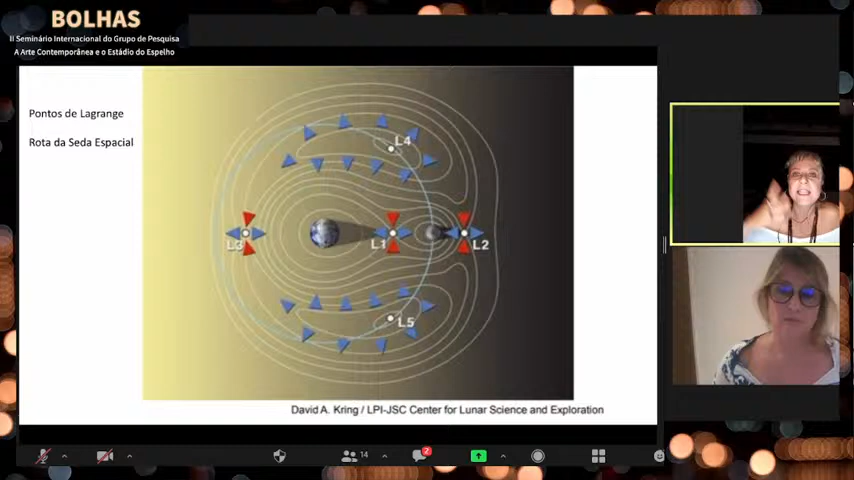 BOLHAS
II Seminário Internacional do Grupo de Pesquisa
A Arte Contemporânea e o Estádio do Espelho
Pontos de Lagrange
Rota da Seda Espacial
L4
L3
L1
L2
L5
David A. Kring / LPI-JSC Center for Lunar Science and Exploration
14
2